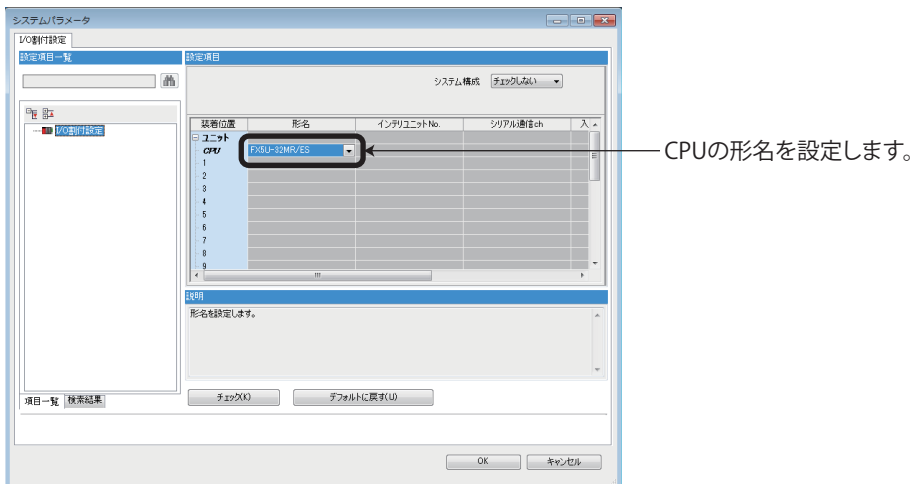 システムパラメータ
I/O割付設定
設定項目一覧
設定項目
システム構成 チェックしない
I/O割付設定
装着位置 形名 インテリユニットNo. シリアル通信ch 入
ユニット
CPU FX5U-32MR/ES
CPUの形名を設定します。
1
2
3
4
5
6
7
8
9
説明
形名を設定します。
項目一覧 検索結果
チェック(K) デフォルトに戻す(U)
OK キャンセル